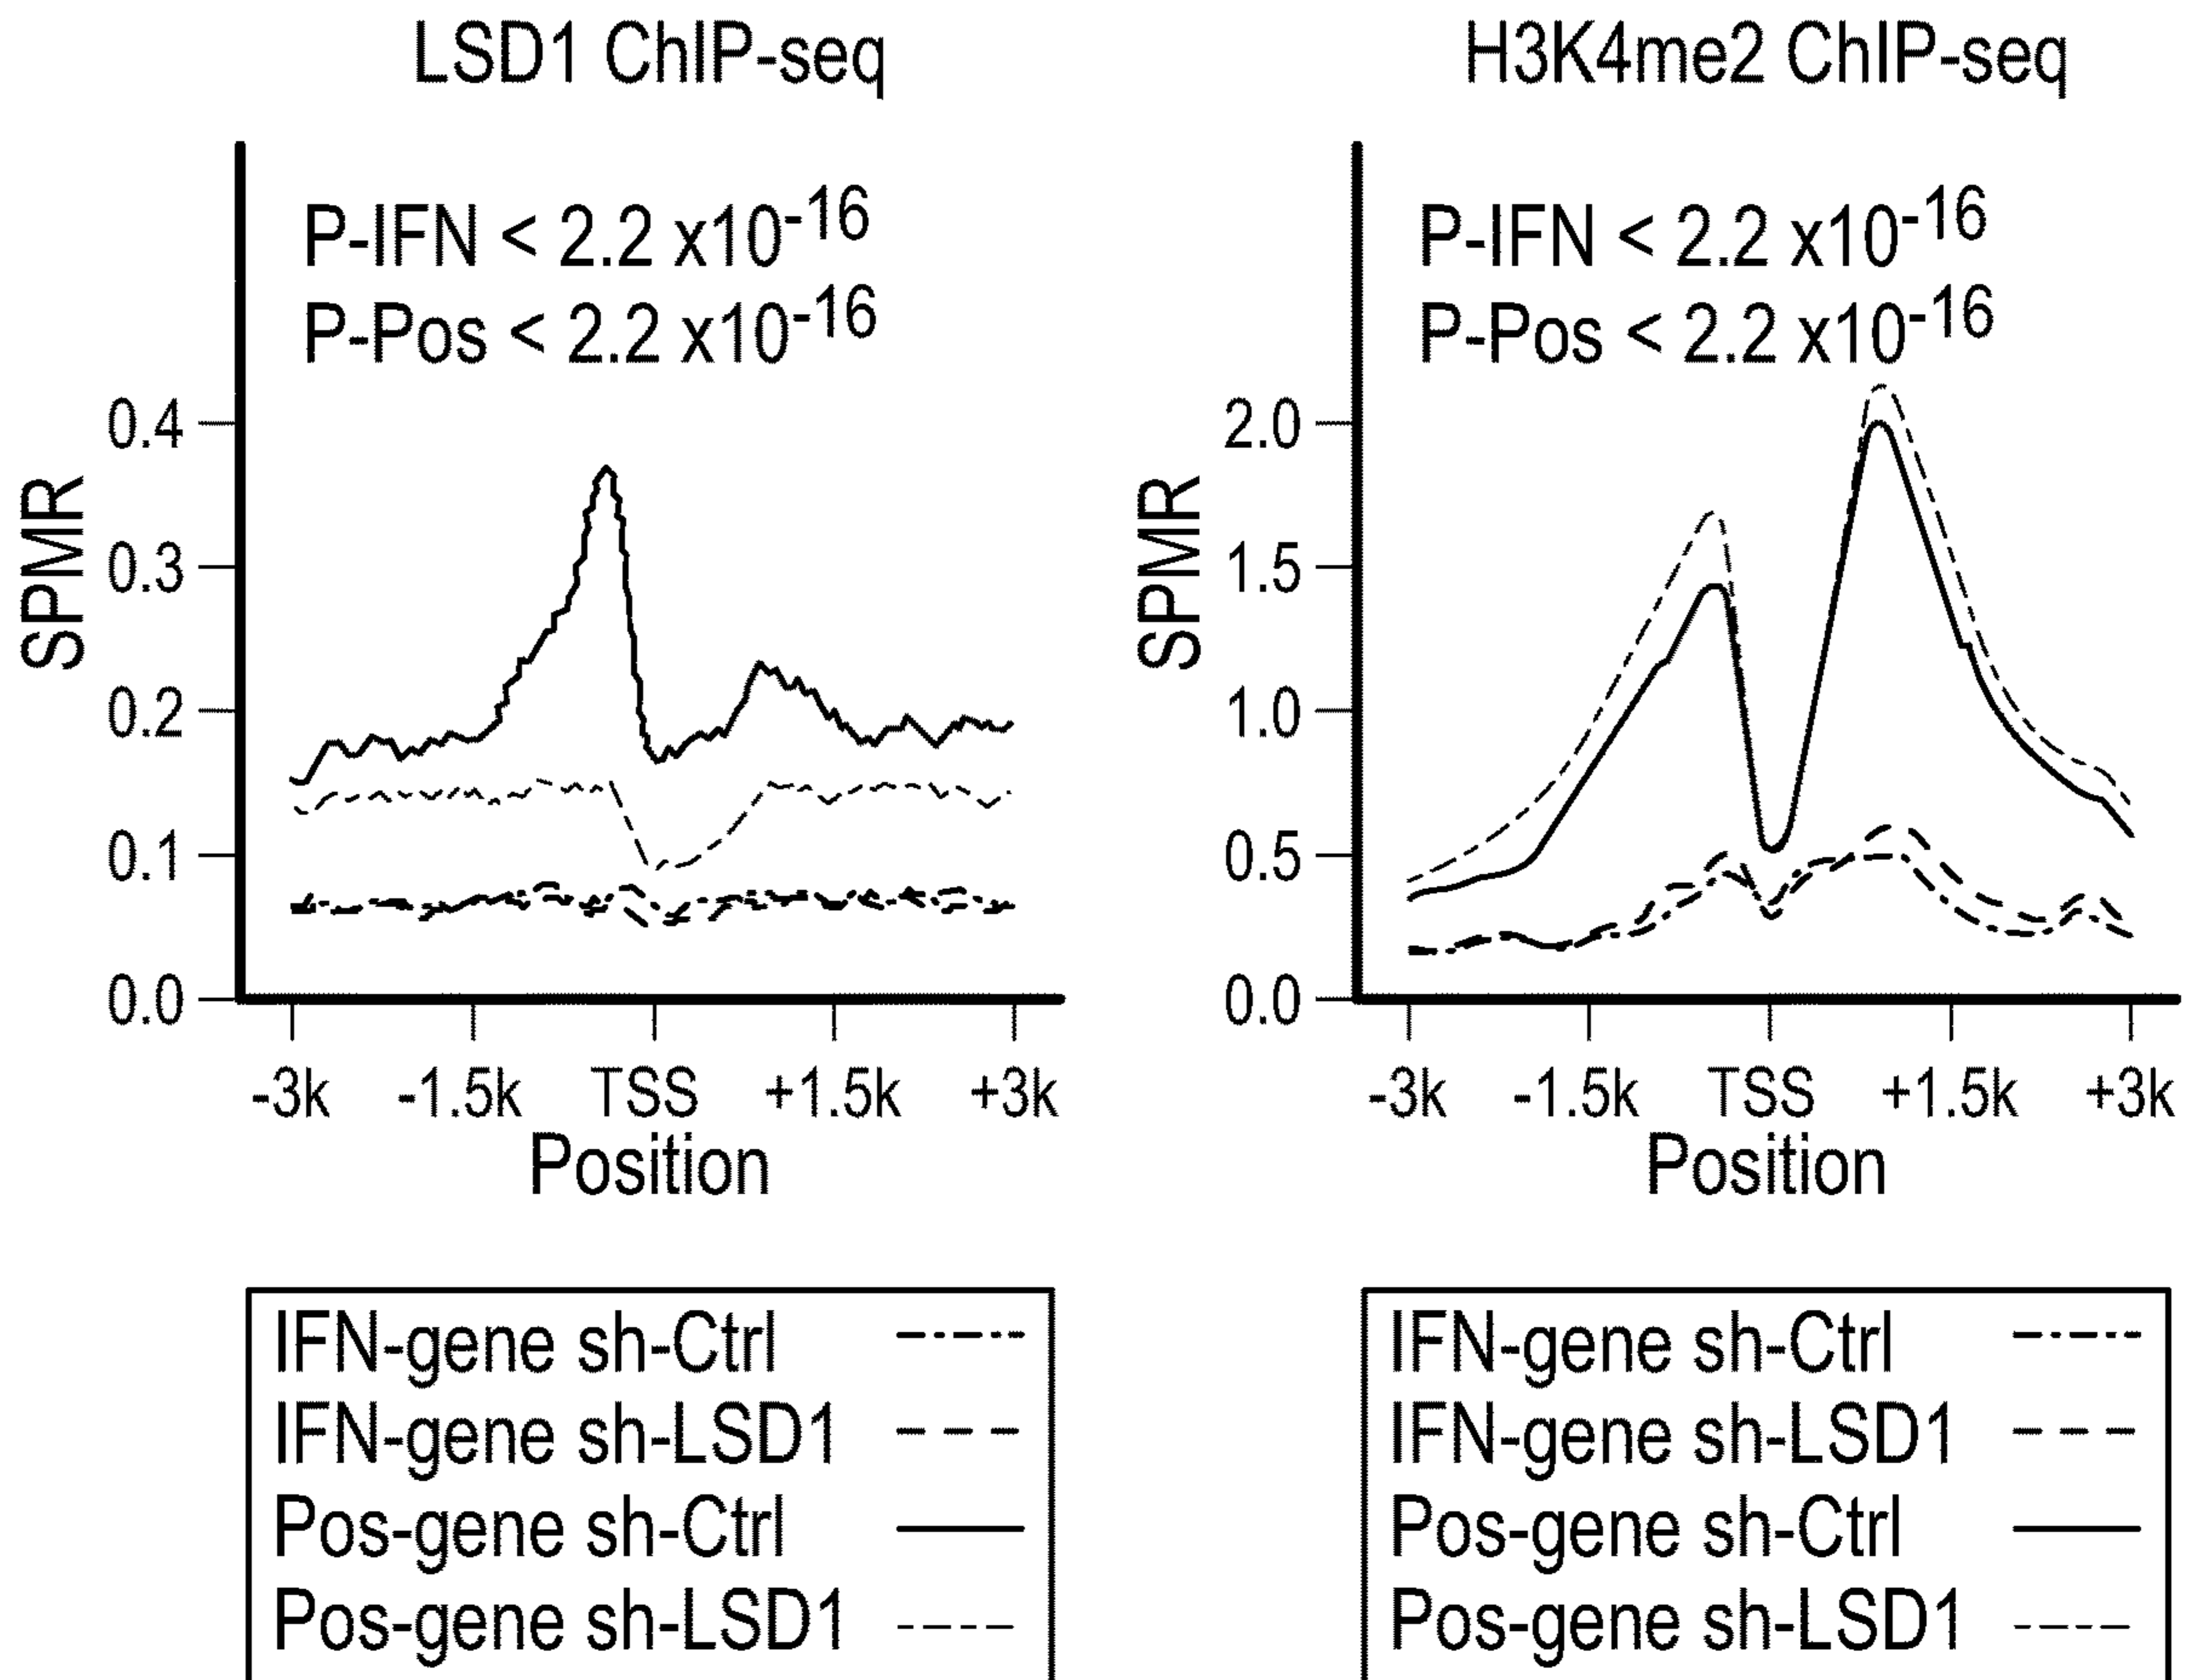 LSD1 ChIP-seq
P-IFN < 2.2 x10^-16
P-Pos < 2.2 x10^-16
SPMR
0.4
0.3
0.2
0.1
0.0
-3k -1.5k TSS +1.5k +3k
Position
IFN-gene sh-Ctrl
IFN-gene sh-LSD1
Pos-gene sh-Ctrl
Pos-gene sh-LSD1
H3K4me2 ChIP-seq
P-IFN < 2.2 x10^-16
P-Pos < 2.2 x10^-16
SPMR
2.0
1.5
1.0
0.5
0.0
-3k -1.5k TSS +1.5k +3k
Position
IFN-gene sh-Ctrl
IFN-gene sh-LSD1
Pos-gene sh-Ctrl
Pos-gene sh-LSD1